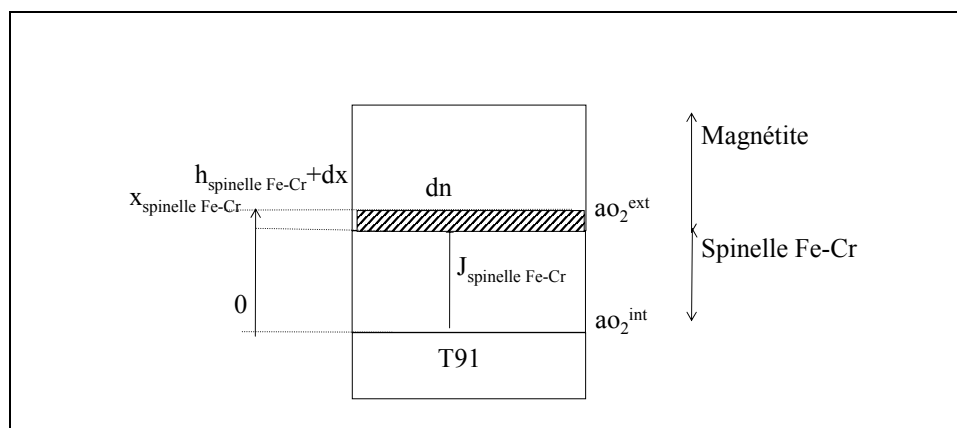 Magnétite
h_spinelle Fe-Cr+dx
dn
x_spinelle Fe-Cr
ao₂^ext
Spinelle Fe-Cr
J_spinelle Fe-Cr
0
ao₂^int
T91